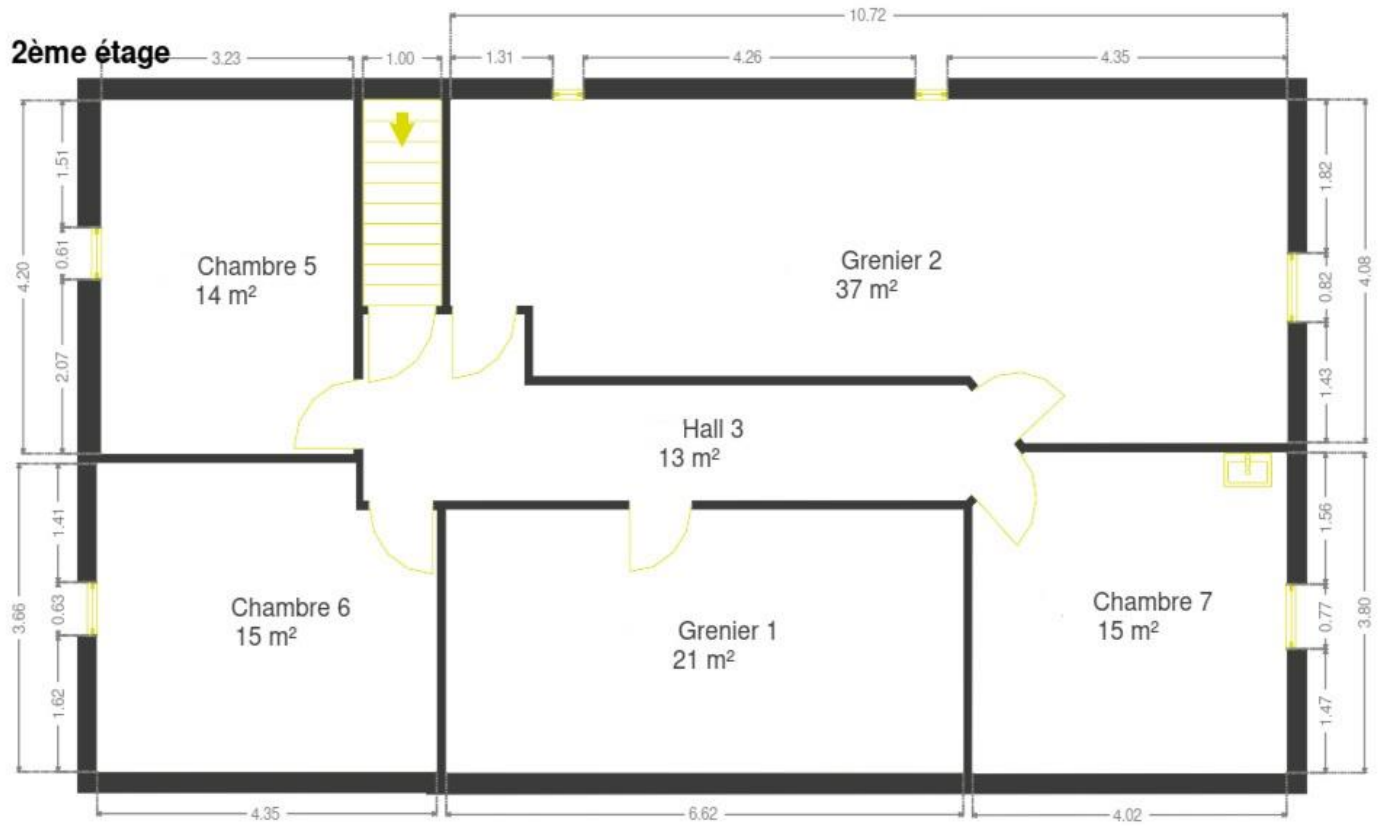 10.72
2ème étage
3.23
1.00
1.31
4.26
4.35
1.51
0.61
2.07
4.20
1.82
0.82
1.43
4.08
Chambre 5
14 m²
Grenier 2
37 m²
Hall 3
13 m²
1.41
0.63
1.62
3.66
Chambre 6
15 m²
Grenier 1
21 m²
Chambre 7
15 m²
1.56
0.77
1.47
3.80
4.35
6.62
4.02